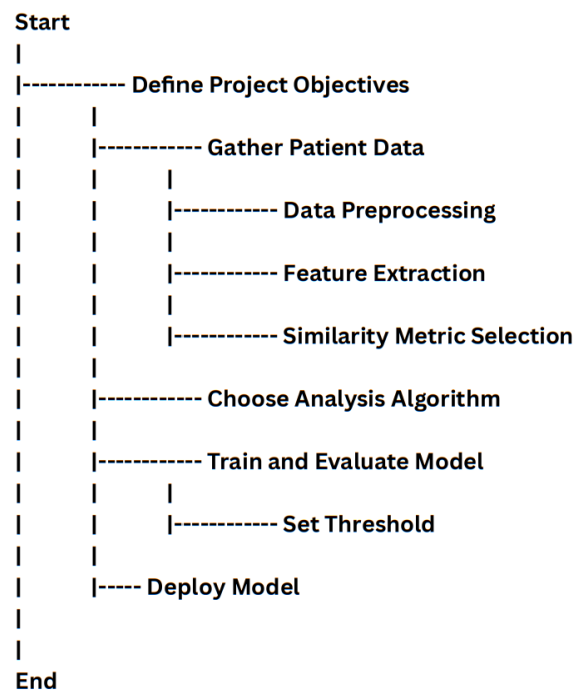 Start
|
|------------ Define Project Objectives
|        |
|        |------------ Gather Patient Data
|        |        |
|        |        |------------ Data Preprocessing
|        |        |
|        |        |------------ Feature Extraction
|        |        |
|        |        |------------ Similarity Metric Selection
|        |
|        |------------ Choose Analysis Algorithm
|        |
|        |------------ Train and Evaluate Model
|        |        |
|        |        |------------ Set Threshold
|        |
|        |----- Deploy Model
|
|
End